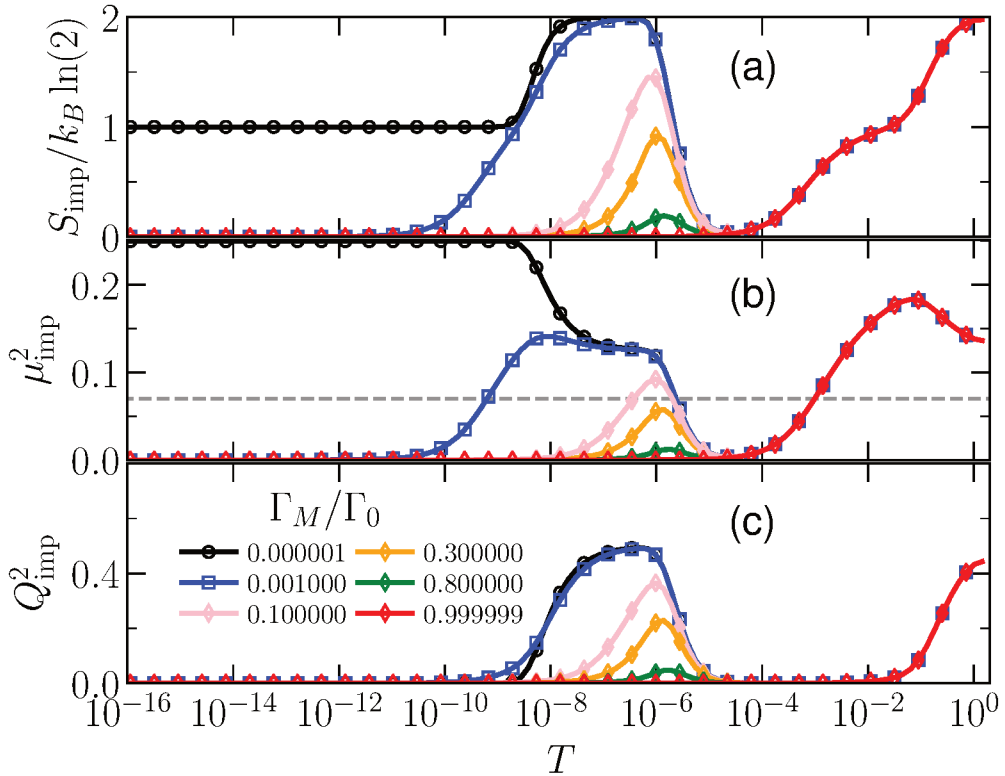 2
1
0
S_imp/k_B ln(2)
(a)
0.2
0.1
0.0
μ²_imp
(b)
0.4
0.0
Q²_imp
(c)
Γ_M/Γ_0
0.000001 0.300000
0.001000 0.800000
0.100000 0.999999
10⁻¹⁶ 10⁻¹⁴ 10⁻¹² 10⁻¹⁰ 10⁻⁸ 10⁻⁶ 10⁻⁴ 10⁻² 10⁰
T